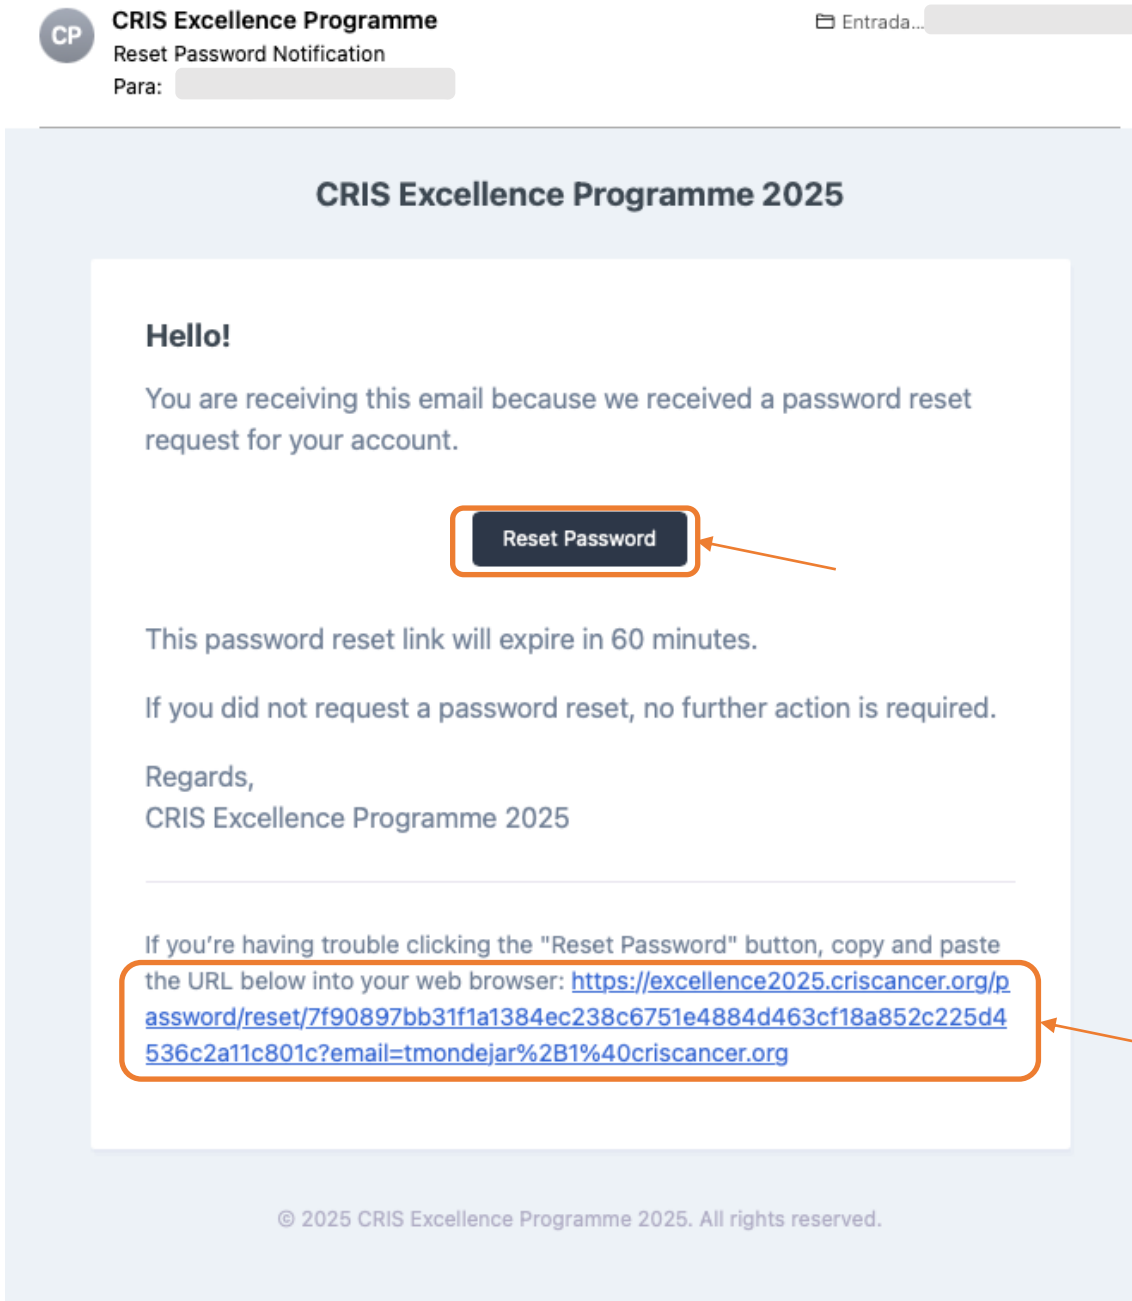 CP
CRIS Excellence Programme
Entrada...
Reset Password Notification
Para:
CRIS Excellence Programme 2025
Hello!
You are receiving this email because we received a password reset
request for your account.
Reset Password
This password reset link will expire in 60 minutes.
If you did not request a password reset, no further action is required.
Regards,
CRIS Excellence Programme 2025
If you’re having trouble clicking the "Reset Password" button, copy and paste
the URL below into your web browser: https://excellence2025.criscancer.org/p
assword/reset/7f90897bb31f1a1384ec238c6751e4884d463cf18a852c225d4
536c2a11c801c?email=tmondejar%2B1%40criscancer.org
© 2025 CRIS Excellence Programme 2025. All rights reserved.